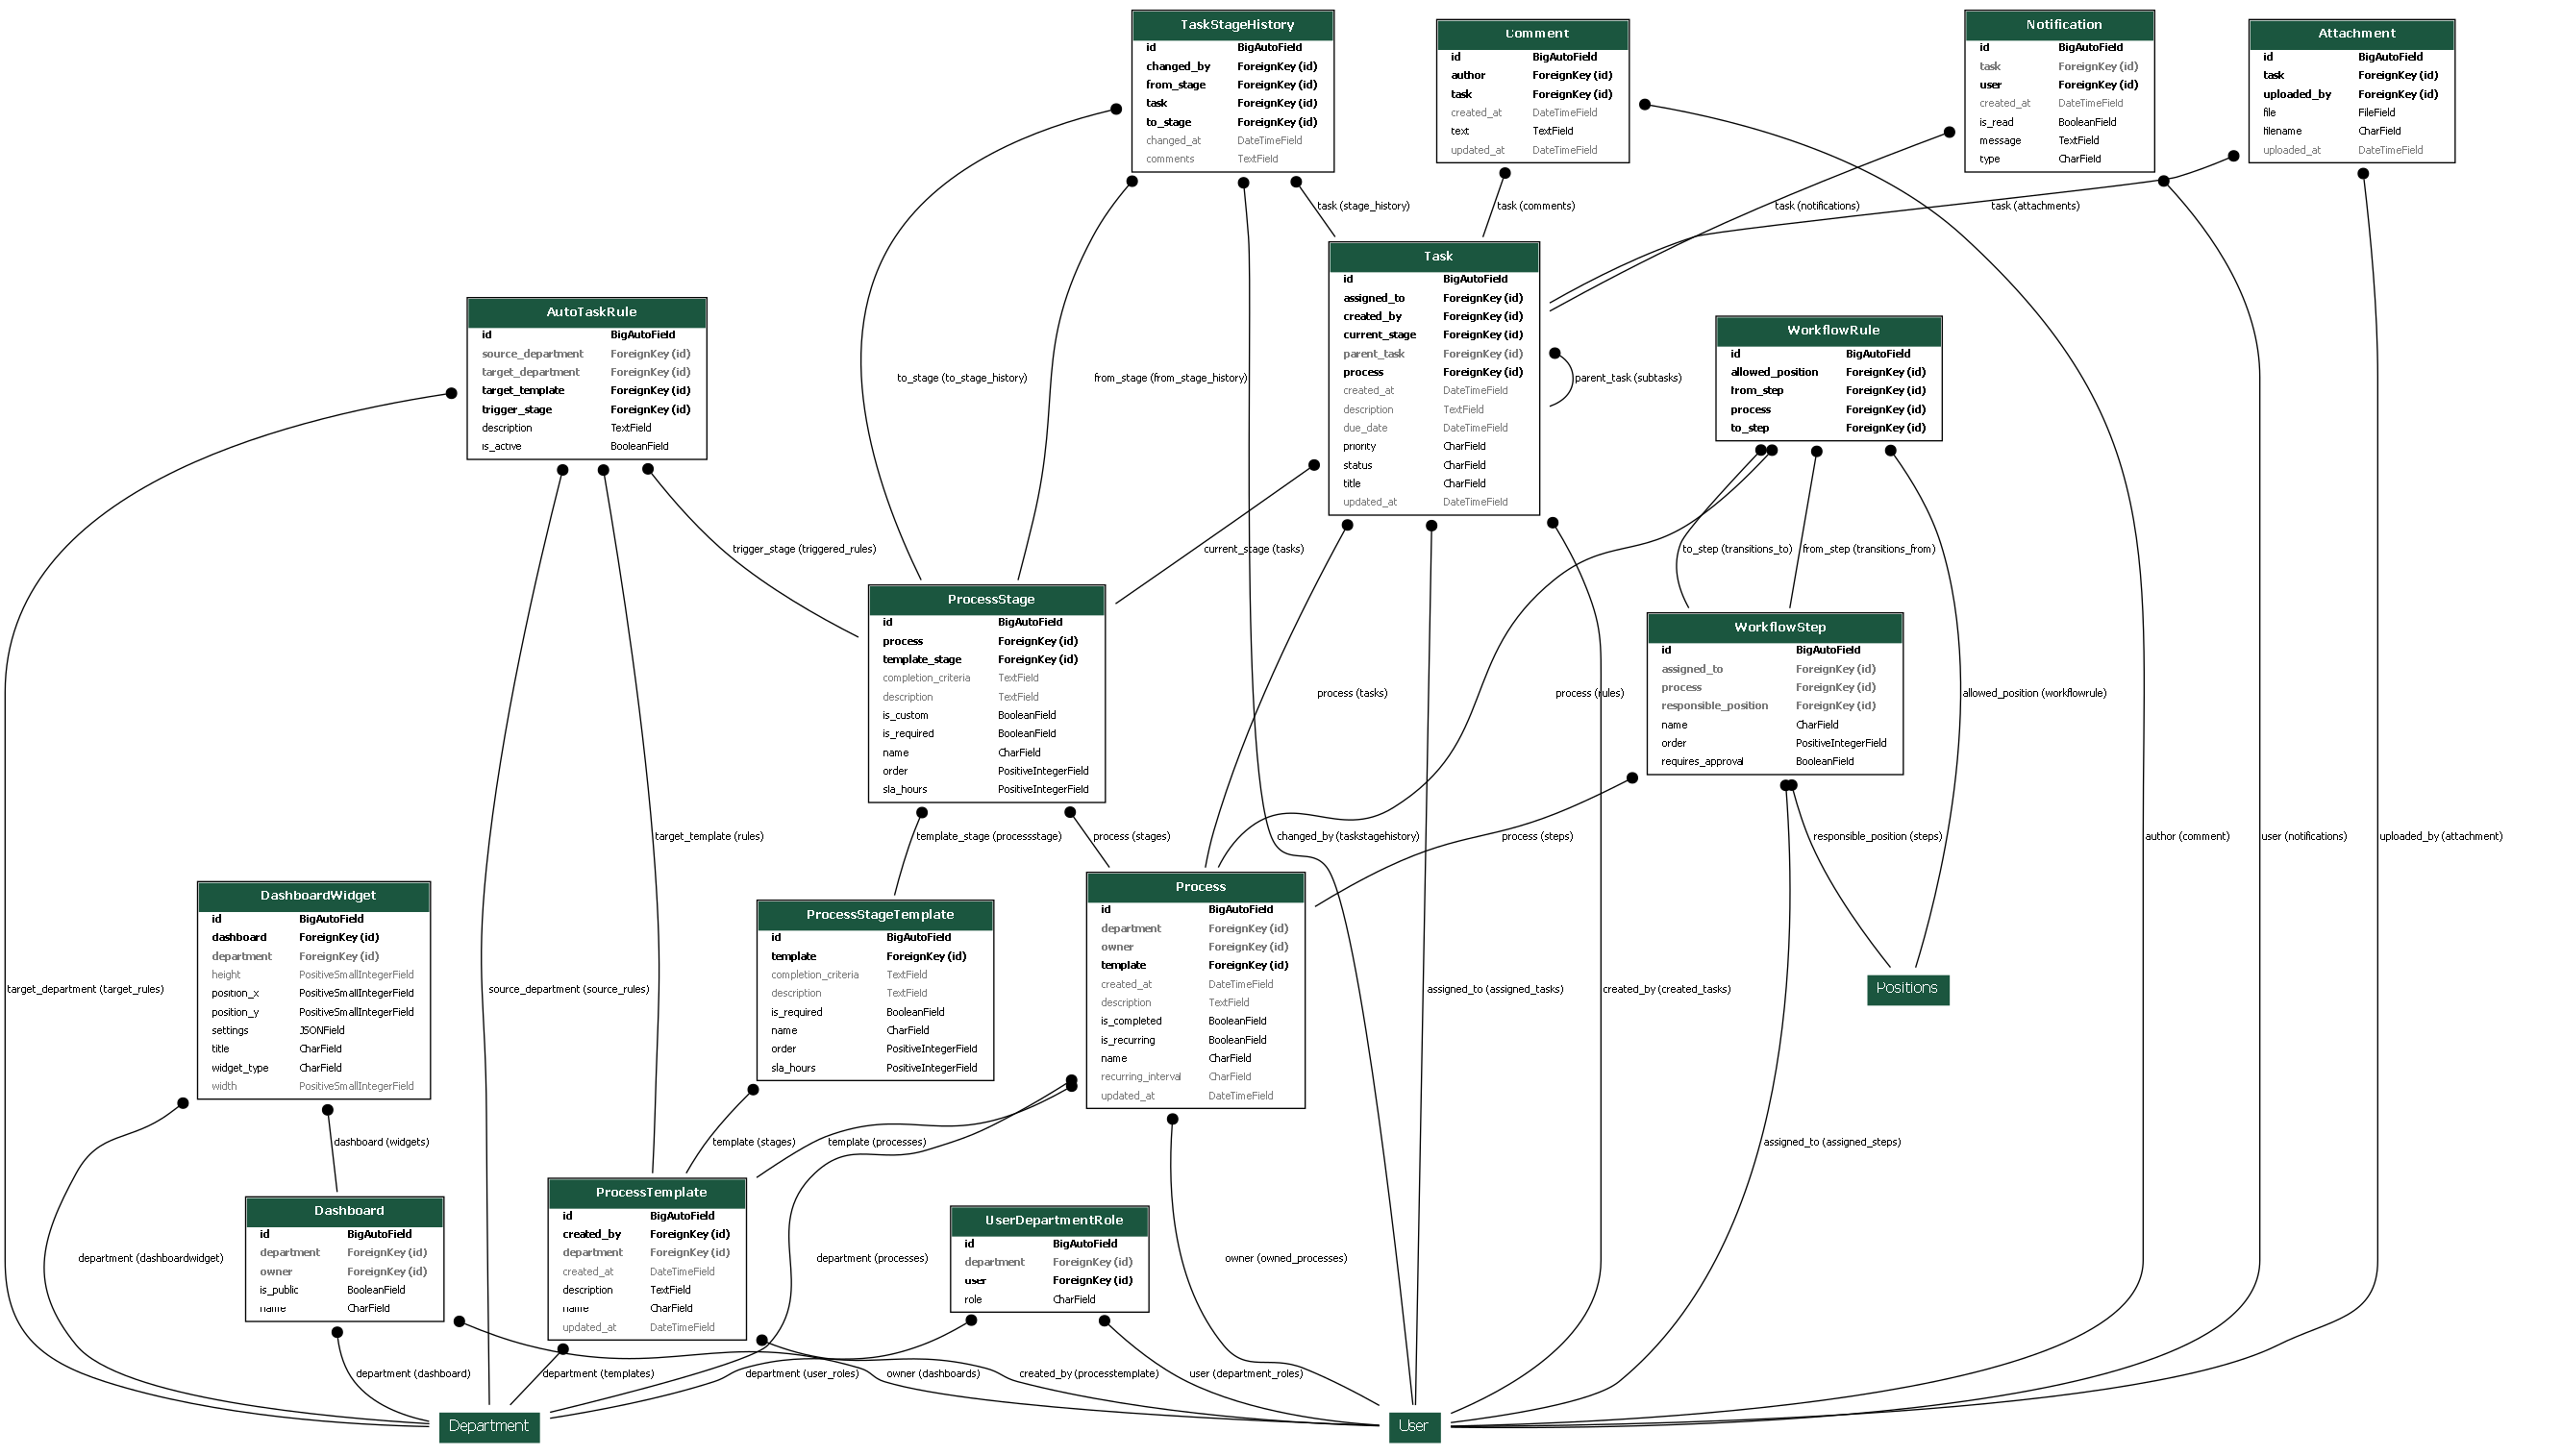 TaskStageHistory
id BigAutoField
changed_by ForeignKey (id)
from_stage ForeignKey (id)
task ForeignKey (id)
to_stage ForeignKey (id)
changed_at DateTimeField
comments TextField
Comment
id BigAutoField
author ForeignKey (id)
task ForeignKey (id)
created_at DateTimeField
text TextField
updated_at DateTimeField
Notification
id BigAutoField
task ForeignKey (id)
user ForeignKey (id)
created_at DateTimeField
is_read BooleanField
message TextField
type CharField
Attachment
id BigAutoField
task ForeignKey (id)
uploaded_by ForeignKey (id)
file FileField
filename CharField
uploaded_at DateTimeField
task (stage_history)
task (comments)
task (notifications)
task (attachments)
Task
id BigAutoField
assigned_to ForeignKey (id)
created_by ForeignKey (id)
current_stage ForeignKey (id)
parent_task ForeignKey (id)
process ForeignKey (id)
created_at DateTimeField
description TextField
due_date DateTimeField
priority CharField
status CharField
title CharField
updated_at DateTimeField
AutoTaskRule
id BigAutoField
source_department ForeignKey (id)
target_department ForeignKey (id)
target_template ForeignKey (id)
trigger_stage ForeignKey (id)
description TextField
is_active BooleanField
WorkflowRule
id BigAutoField
allowed_position ForeignKey (id)
from_step ForeignKey (id)
process ForeignKey (id)
to_step ForeignKey (id)
to_stage (to_stage_history)
from_stage (from_stage_history)
parent_task (subtasks)
trigger_stage (triggered_rules)
current_stage (tasks)
to_step (transitions_to)
from_step (transitions_from)
ProcessStage
id BigAutoField
process ForeignKey (id)
template_stage ForeignKey (id)
completion_criteria TextField
description TextField
is_custom BooleanField
is_required BooleanField
name CharField
order PositiveIntegerField
sla_hours PositiveIntegerField
WorkflowStep
id BigAutoField
assigned_to ForeignKey (id)
process ForeignKey (id)
responsible_position ForeignKey (id)
name CharField
order PositiveIntegerField
requires_approval BooleanField
process (tasks)
process (rules)
allowed_position (workflowrule)
target_template (rules)
template_stage (processstage)
process (stages)
changed_by (taskstagehistory)
process (steps)
responsible_position (steps)
author (comment)
user (notifications)
uploaded_by (attachment)
DashboardWidget
id BigAutoField
dashboard ForeignKey (id)
department ForeignKey (id)
height PositiveSmallIntegerField
position_x PositiveSmallIntegerField
position_y PositiveSmallIntegerField
settings JSONField
title CharField
widget_type CharField
width PositiveSmallIntegerField
ProcessStageTemplate
id BigAutoField
template ForeignKey (id)
completion_criteria TextField
description TextField
is_required BooleanField
name CharField
order PositiveIntegerField
sla_hours PositiveIntegerField
Process
id BigAutoField
department ForeignKey (id)
owner ForeignKey (id)
template ForeignKey (id)
created_at DateTimeField
description TextField
is_completed BooleanField
is_recurring BooleanField
name CharField
recurring_interval CharField
updated_at DateTimeField
target_department (target_rules)
source_department (source_rules)
assigned_to (assigned_tasks)
created_by (created_tasks)
Positions
dashboard (widgets)
template (stages)
template (processes)
assigned_to (assigned_steps)
Dashboard
id BigAutoField
department ForeignKey (id)
owner ForeignKey (id)
is_public BooleanField
name CharField
ProcessTemplate
id BigAutoField
created_by ForeignKey (id)
department ForeignKey (id)
created_at DateTimeField
description TextField
name CharField
updated_at DateTimeField
UserDepartmentRole
id BigAutoField
department ForeignKey (id)
user ForeignKey (id)
role CharField
department (dashboardwidget)
department (processes)
owner (owned_processes)
department (dashboard)
department (templates)
department (user_roles)
owner (dashboards)
created_by (processtemplate)
user (department_roles)
Department
User